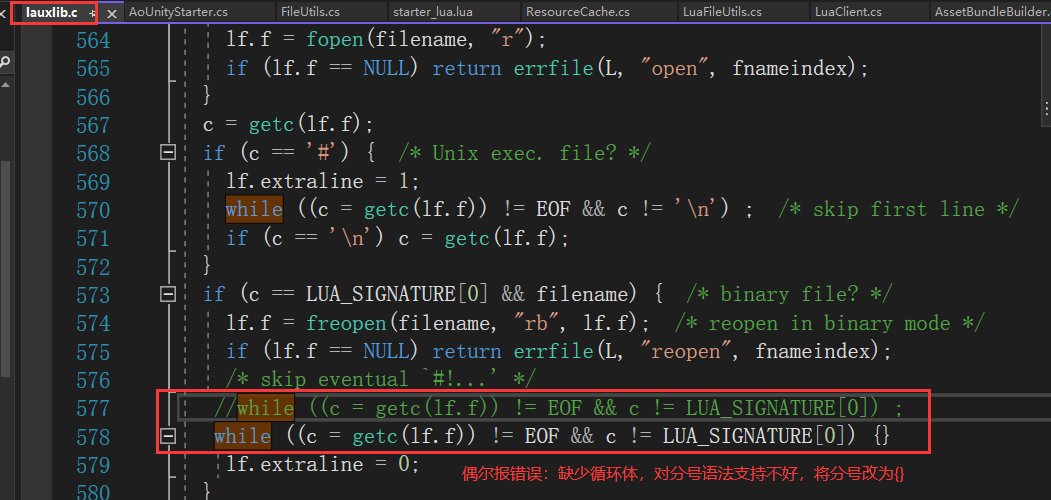 lauxlib.c AoUnityStarter.cs FileUtils.cs starter_lua.lua ResourceCache.cs LuaFileUtils.cs LuaClient.cs AssetBundleBuilder.
564 lf.f = fopen(filename, "r");
565 if (lf.f == NULL) return errfile(L, "open", fnameindex);
566 }
567 c = getc(lf.f);
568 if (c == '#') { /* Unix exec. file? */
569 lf.extraline = 1;
570 while ((c = getc(lf.f)) != EOF && c != '\n') ; /* skip first line */
571 if (c == '\n') c = getc(lf.f);
572 }
573 if (c == LUA_SIGNATURE[0] && filename) { /* binary file? */
574 lf.f = freopen(filename, "rb", lf.f); /* reopen in binary mode */
575 if (lf.f == NULL) return errfile(L, "reopen", fnameindex);
576 /* skip eventual `#!...' */
577 //while ((c = getc(lf.f)) != EOF && c != LUA_SIGNATURE[0]) ;
578 while ((c = getc(lf.f)) != EOF && c != LUA_SIGNATURE[0]) {}
579 lf.extraline = 0; 偶尔报错误：缺少循环体，对分号语法支持不好，将分号改为{}
580 }